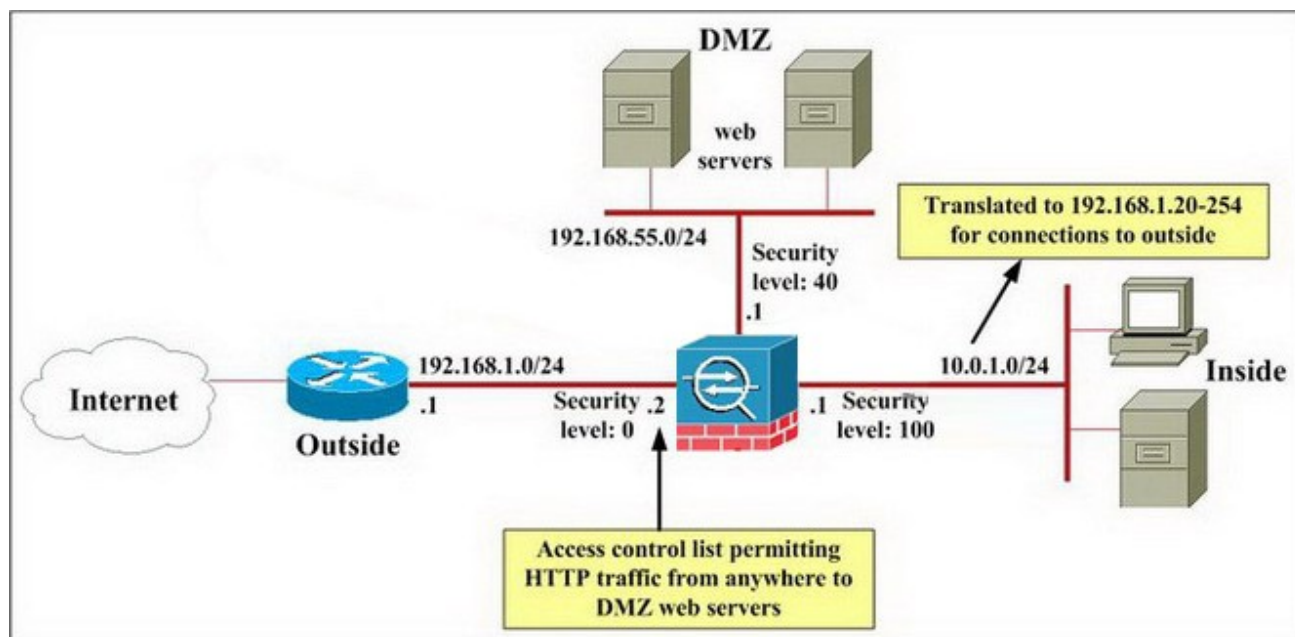 DMZ
web
servers
192.168.55.0/24
Security
level: 40
.1
Translated to 192.168.1.20-254
for connections to outside
Internet
192.168.1.0/24
.1
Outside
Security
level: 0
.2
.1
Security
level: 100
10.0.1.0/24
Inside
Access control list permitting
HTTP traffic from anywhere to
DMZ web servers